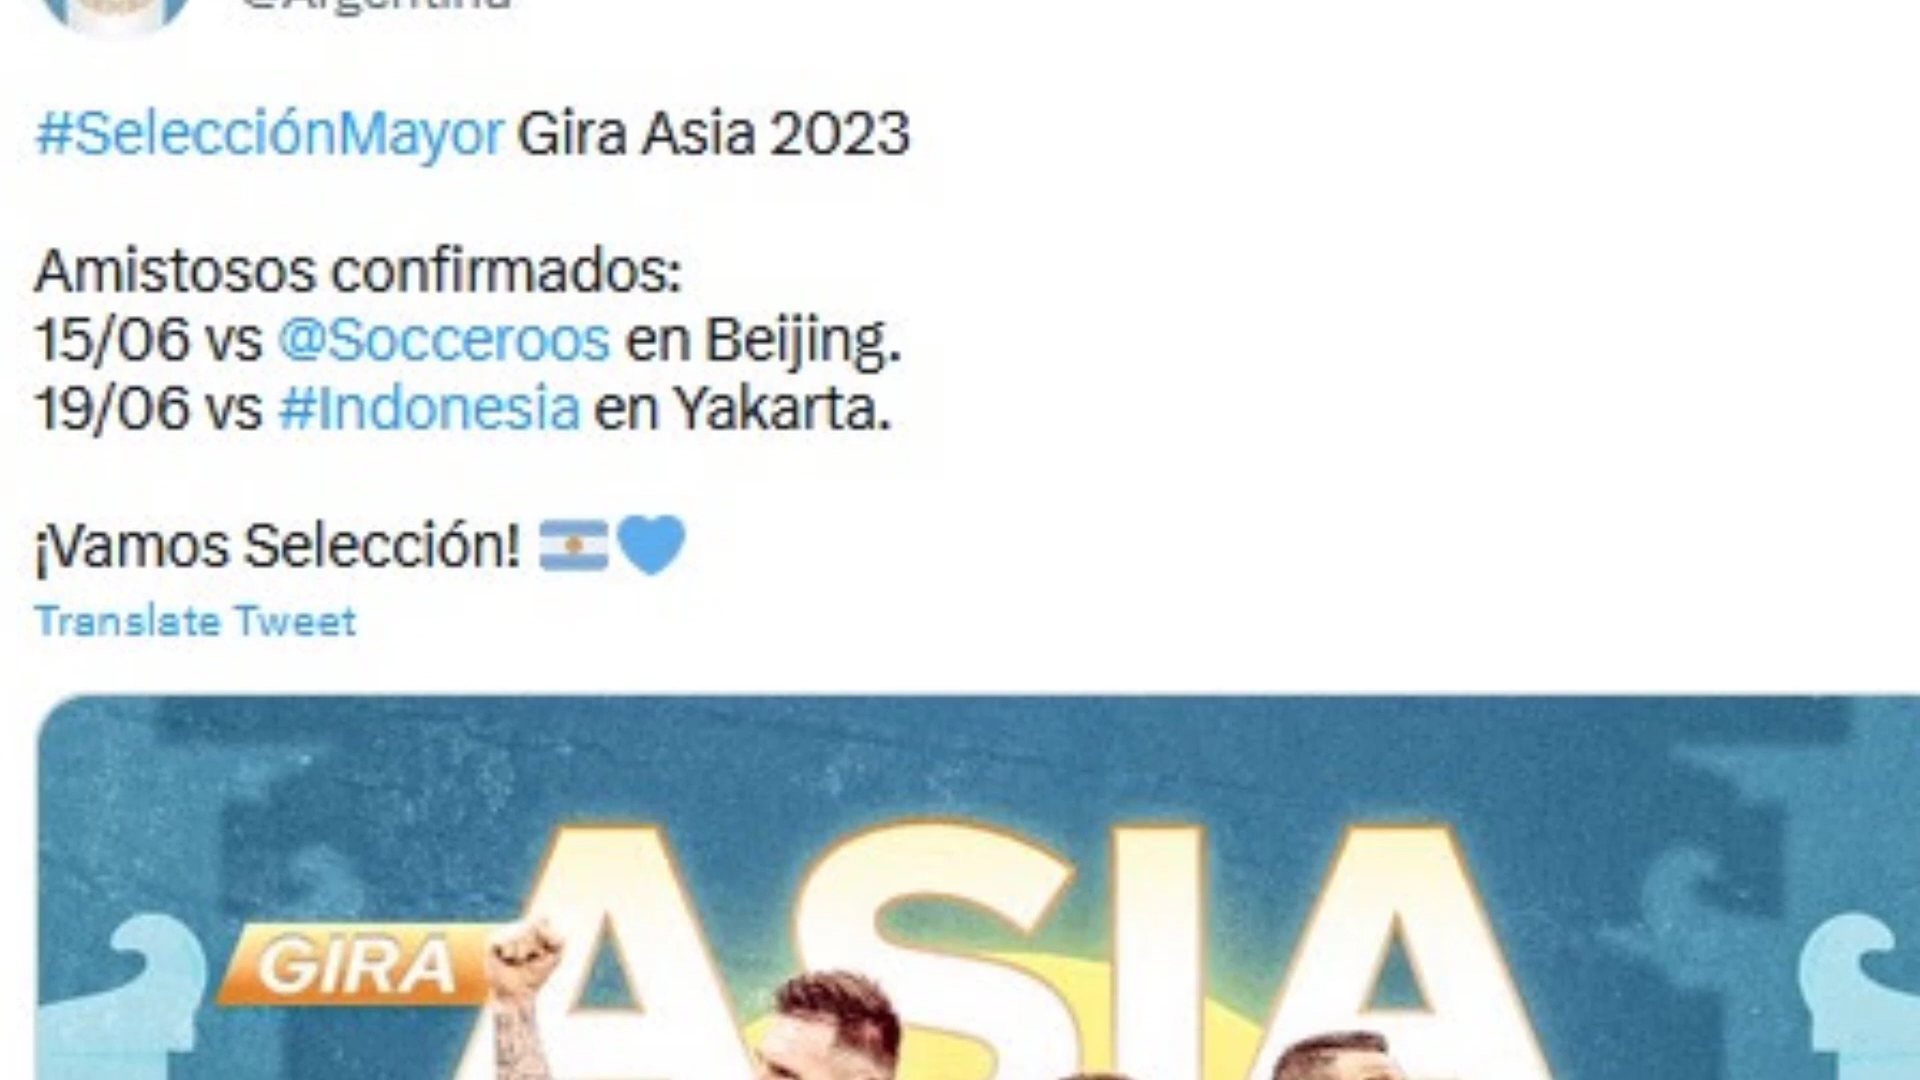 @Argentina
#SelecciónMayor Gira Asia 2023
Amistosos confirmados:
15/06 vs @Socceroos en Beijing.
19/06 vs #Indonesia en Yakarta.
¡Vamos Selección!
Translate Tweet
ASIA
GIRA